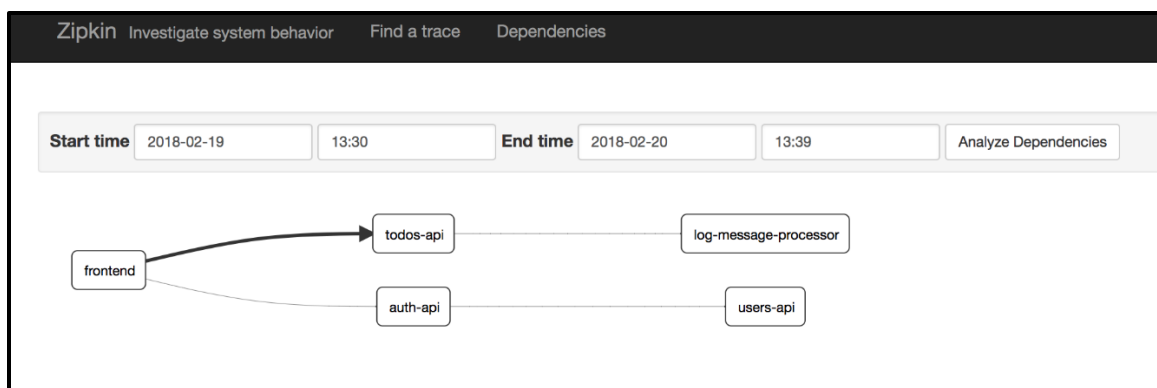 Zipkin Investigate system behavior Find a trace Dependencies
Start time 2018-02-19 13:30 End time 2018-02-20 13:39 Analyze Dependencies
todos-api log-message-processor
frontend
auth-api users-api